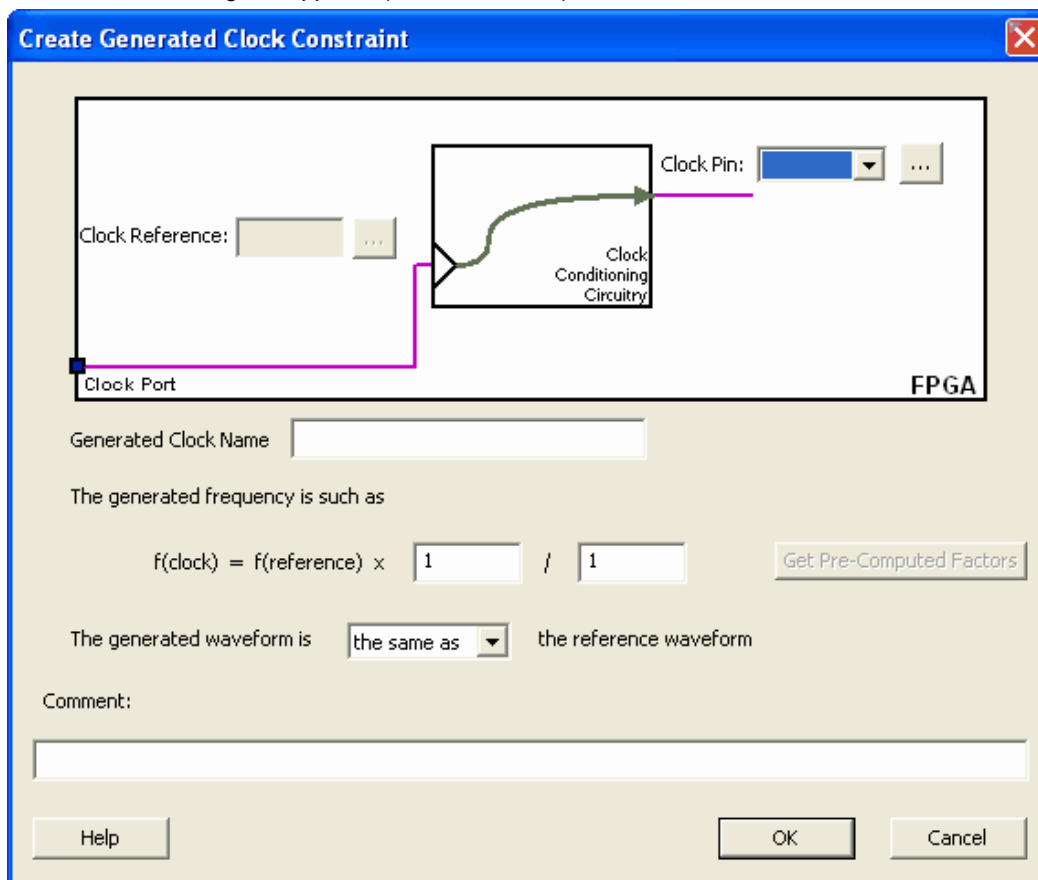 Create Generated Clock Constraint
Clock Pin:
...
Clock Reference:
...
Clock
Conditioning
Circuitry
Clock Port
FPGA
Generated Clock Name
The generated frequency is such as
f(clock) = f(reference) x 1 / 1
Get Pre-Computed Factors
The generated waveform is the same as the reference waveform
Comment:
Help
OK
Cancel